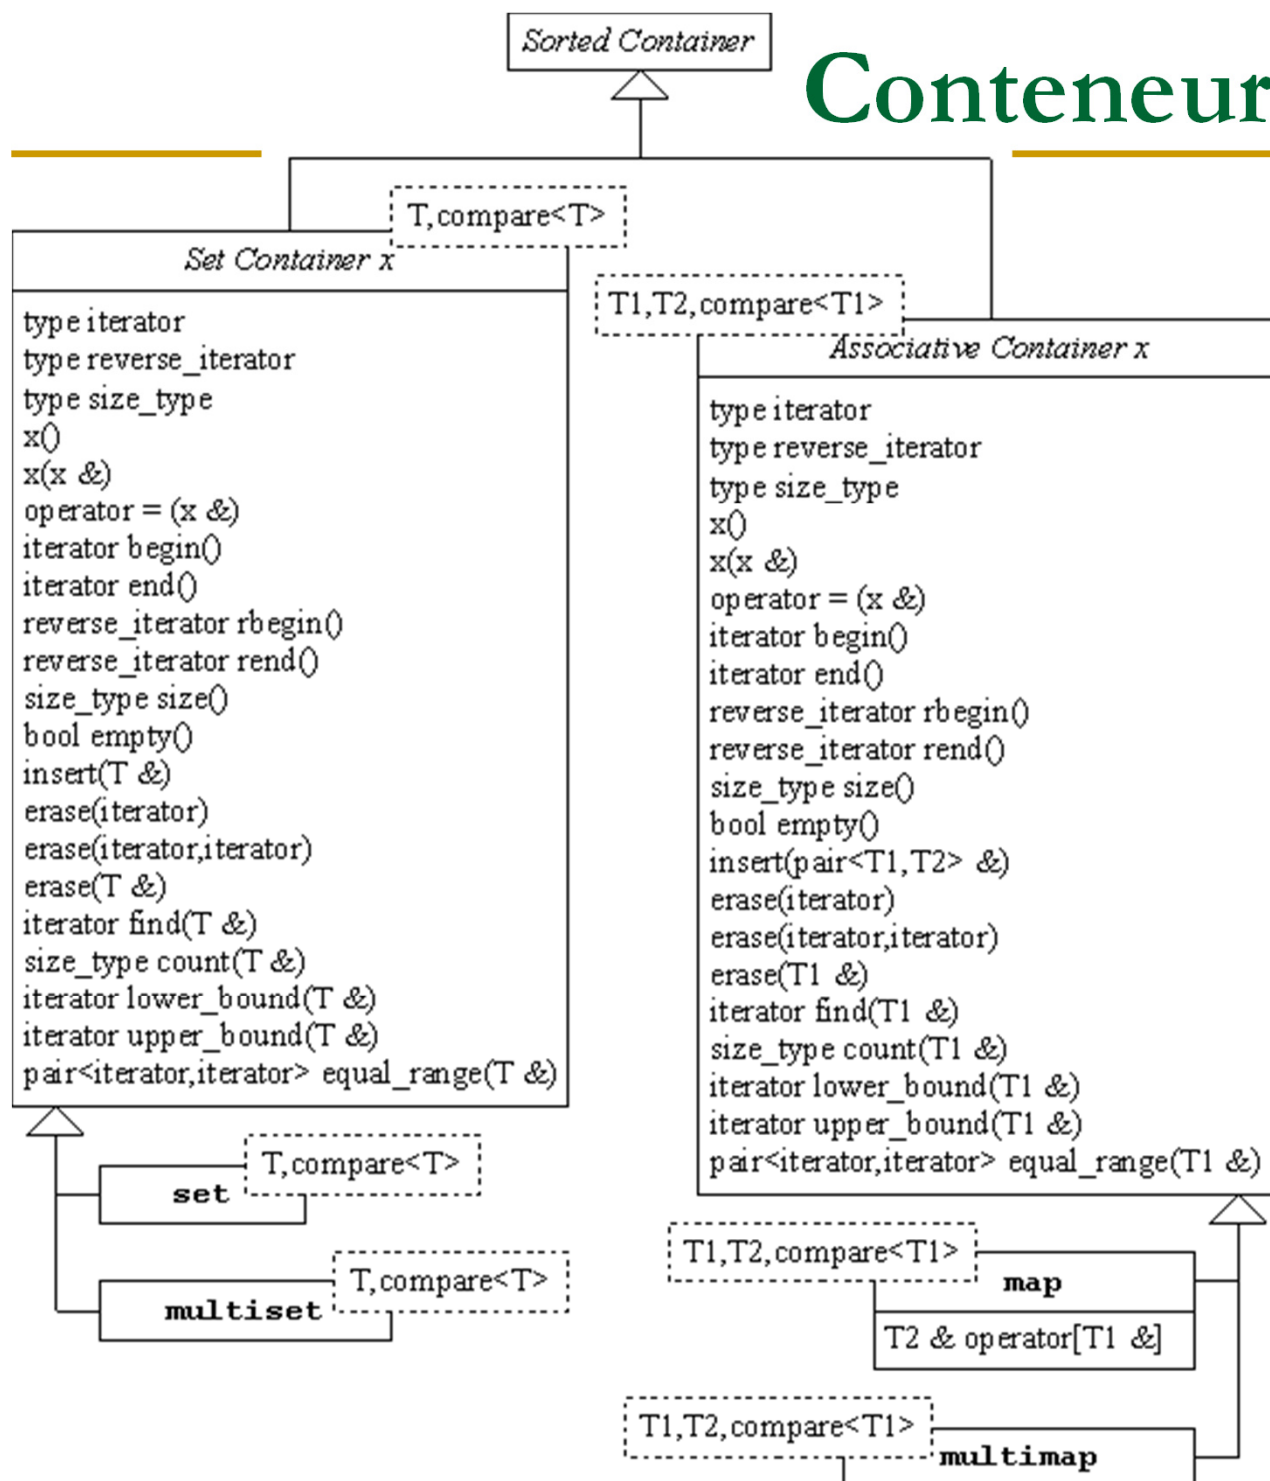 Sorted Container
Conteneur
T,compare<T>
Set Container x
type iterator
type reverse_iterator
type size_type
x()
x(x &)
operator = (x &)
iterator begin()
iterator end()
reverse_iterator rbegin()
reverse_iterator rend()
size_type size()
bool empty()
insert(T &)
erase(iterator)
erase(iterator,iterator)
erase(T &)
iterator find(T &)
size_type count(T &)
iterator lower_bound(T &)
iterator upper_bound(T &)
pair<iterator,iterator> equal_range(T &)
T,compare<T>
set
T,compare<T>
multiset
T1,T2,compare<T1>
Associative Container x
type iterator
type reverse_iterator
type size_type
x()
x(x &)
operator = (x &)
iterator begin()
iterator end()
reverse_iterator rbegin()
reverse_iterator rend()
size_type size()
bool empty()
insert(pair<T1,T2> &)
erase(iterator)
erase(iterator,iterator)
erase(T1 &)
iterator find(T1 &)
size_type count(T1 &)
iterator lower_bound(T1 &)
iterator upper_bound(T1 &)
pair<iterator,iterator> equal_range(T1 &)
T1,T2,compare<T1>
map
T2 & operator[T1 &]
T1,T2,compare<T1>
multimap